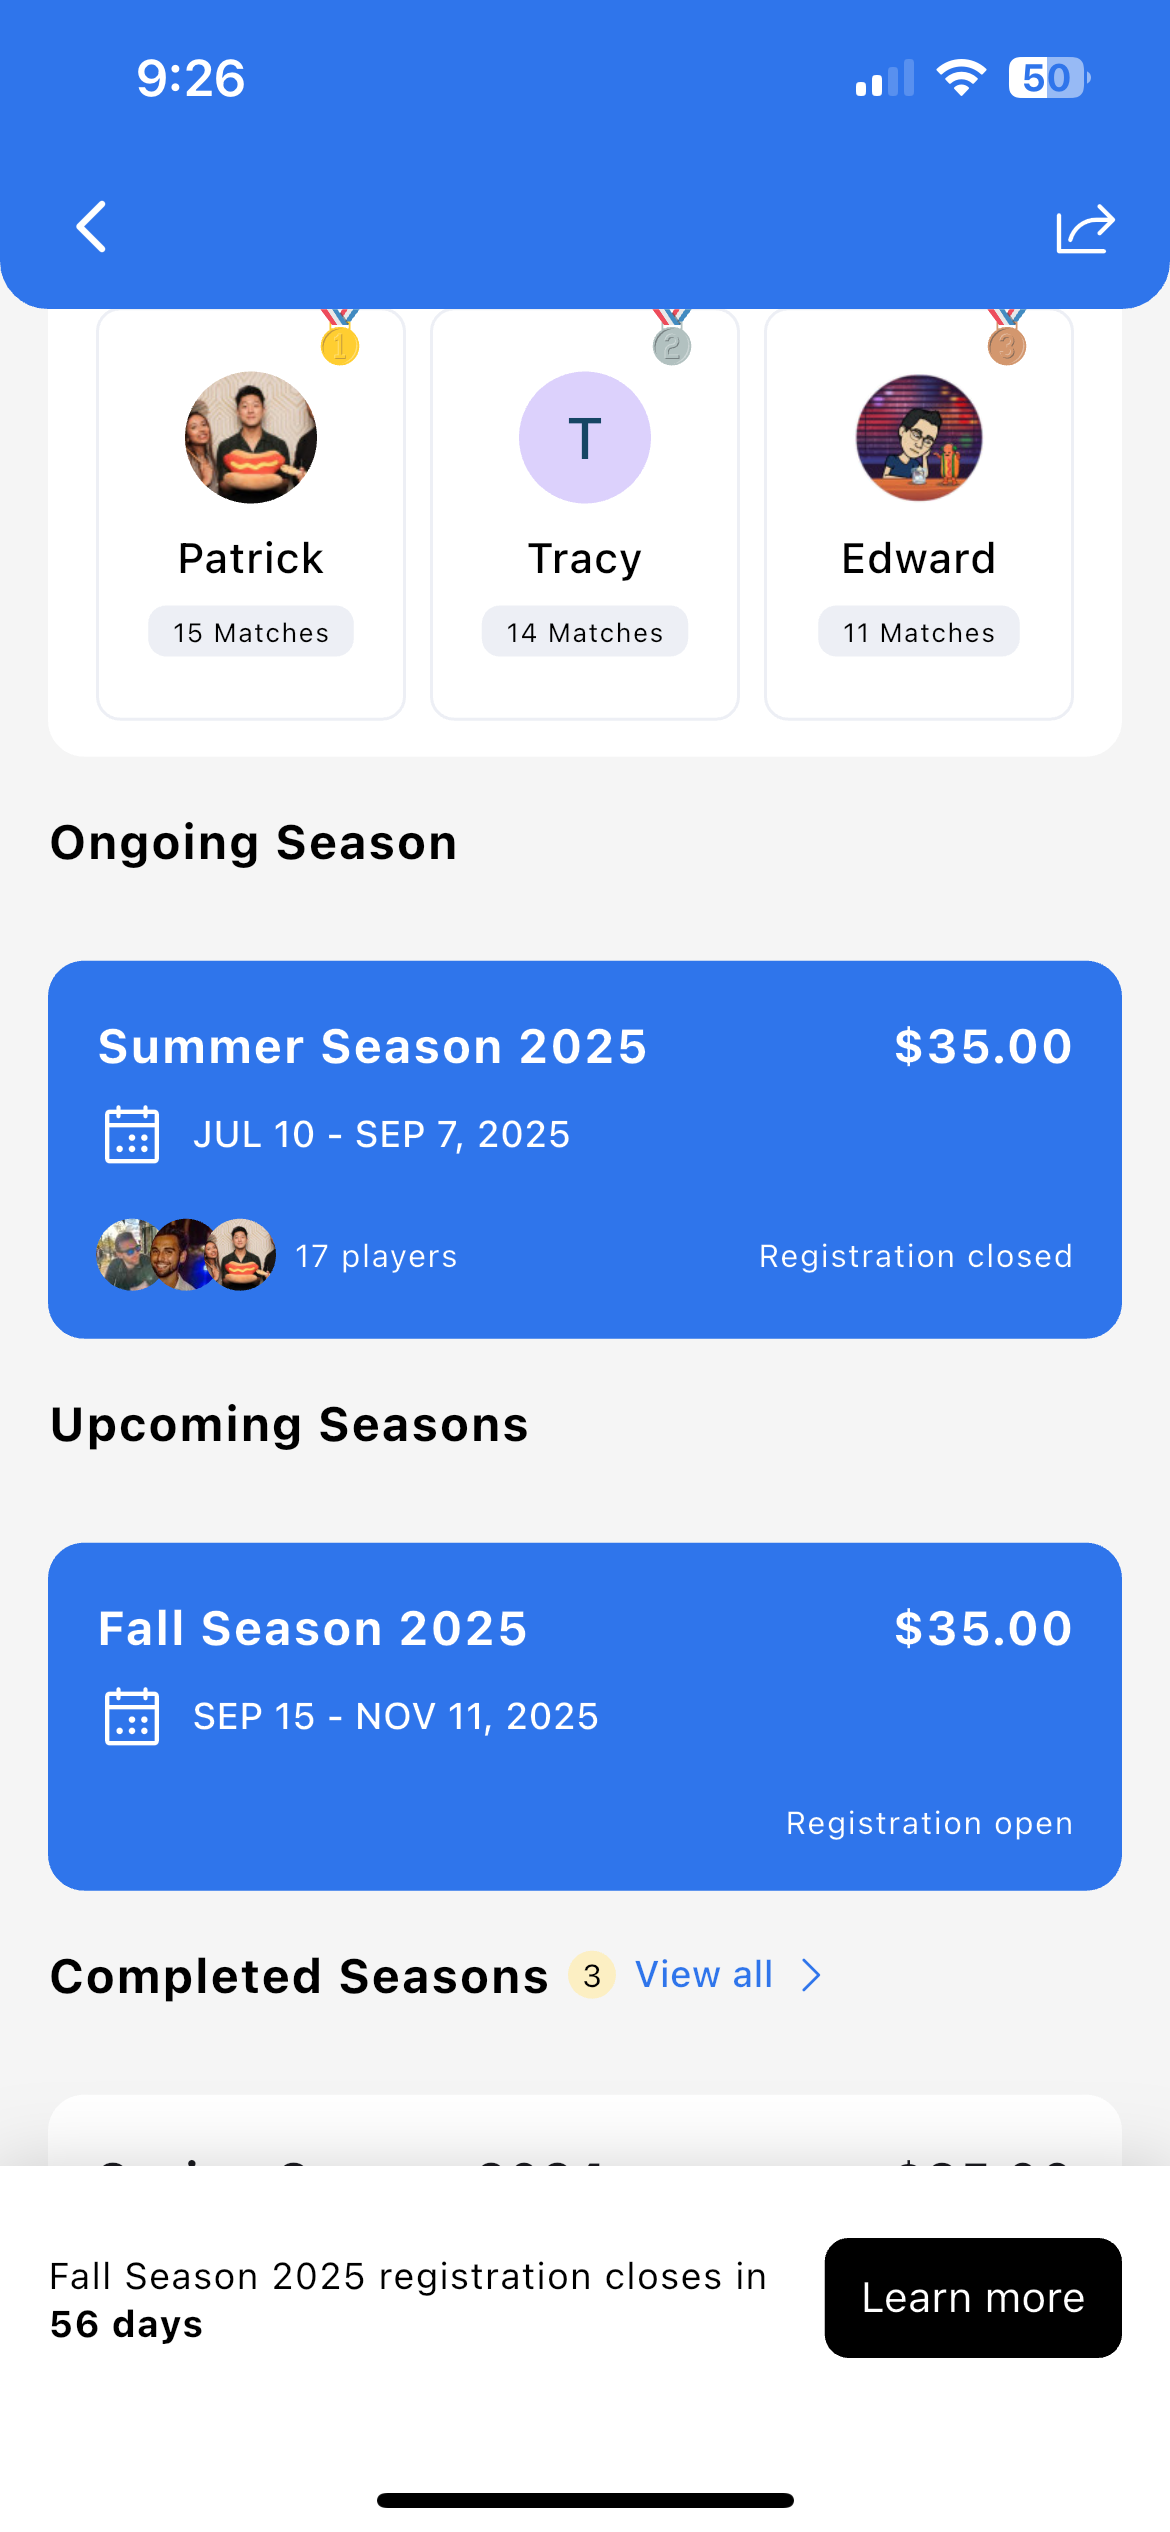 9:26
50
1
2
3
T
Patrick
Tracy
Edward
15 Matches
14 Matches
11 Matches
Ongoing Season
Summer Season 2025
$35.00
JUL 10 - SEP 7, 2025
17 players
Registration closed
Upcoming Seasons
Fall Season 2025
$35.00
SEP 15 - NOV 11, 2025
Registration open
Completed Seasons 3 View all
Fall Season 2025 registration closes in
56 days
Learn more